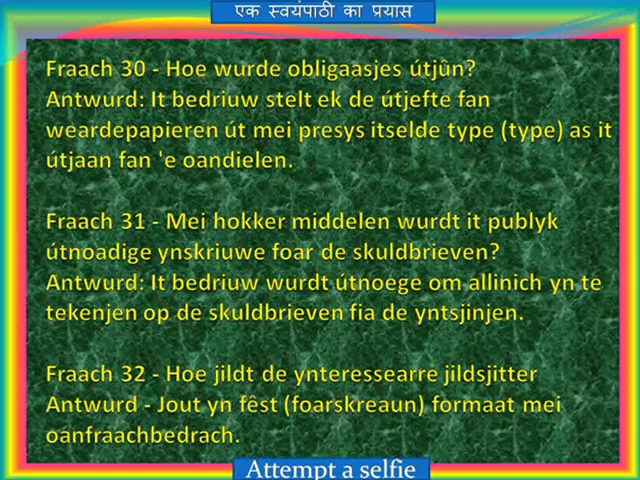 एक स्वयंपाठी का प्रयास
Fraach 30 - Hoe wurde obligaasjes útjûn?
Antwurd: It bedriuw stelt ek de útjefte fan
weardepapieren út mei presys itselde type (type) as it
útjaan fan 'e oandielen.
Fraach 31 - Mei hokker middelen wurdt it publyk
útnoadige ynskriuwe foar de skuldbrieven?
Antwurd: It bedriuw wurdt útnoege om allinich yn te
tekenjen op de skuldbrieven fia de yntsjinjen.
Fraach 32 - Hoe jildt de ynteressearre jildsjitter
Antwurd - Jout yn fêst (foarskreaun) formaat mei
oanfraachbedrach.
Attempt a selfie